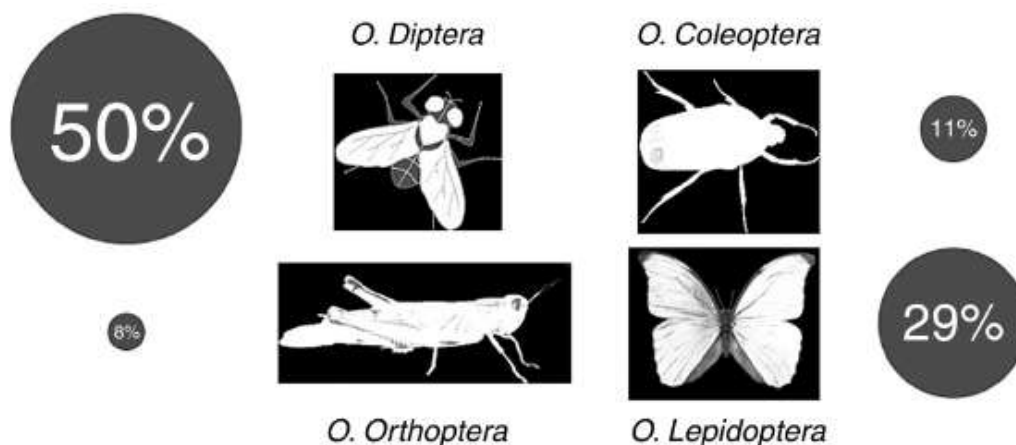 O. Diptera
O. Coleoptera
50%
11%
8%
29%
O. Orthoptera
O. Lepidoptera